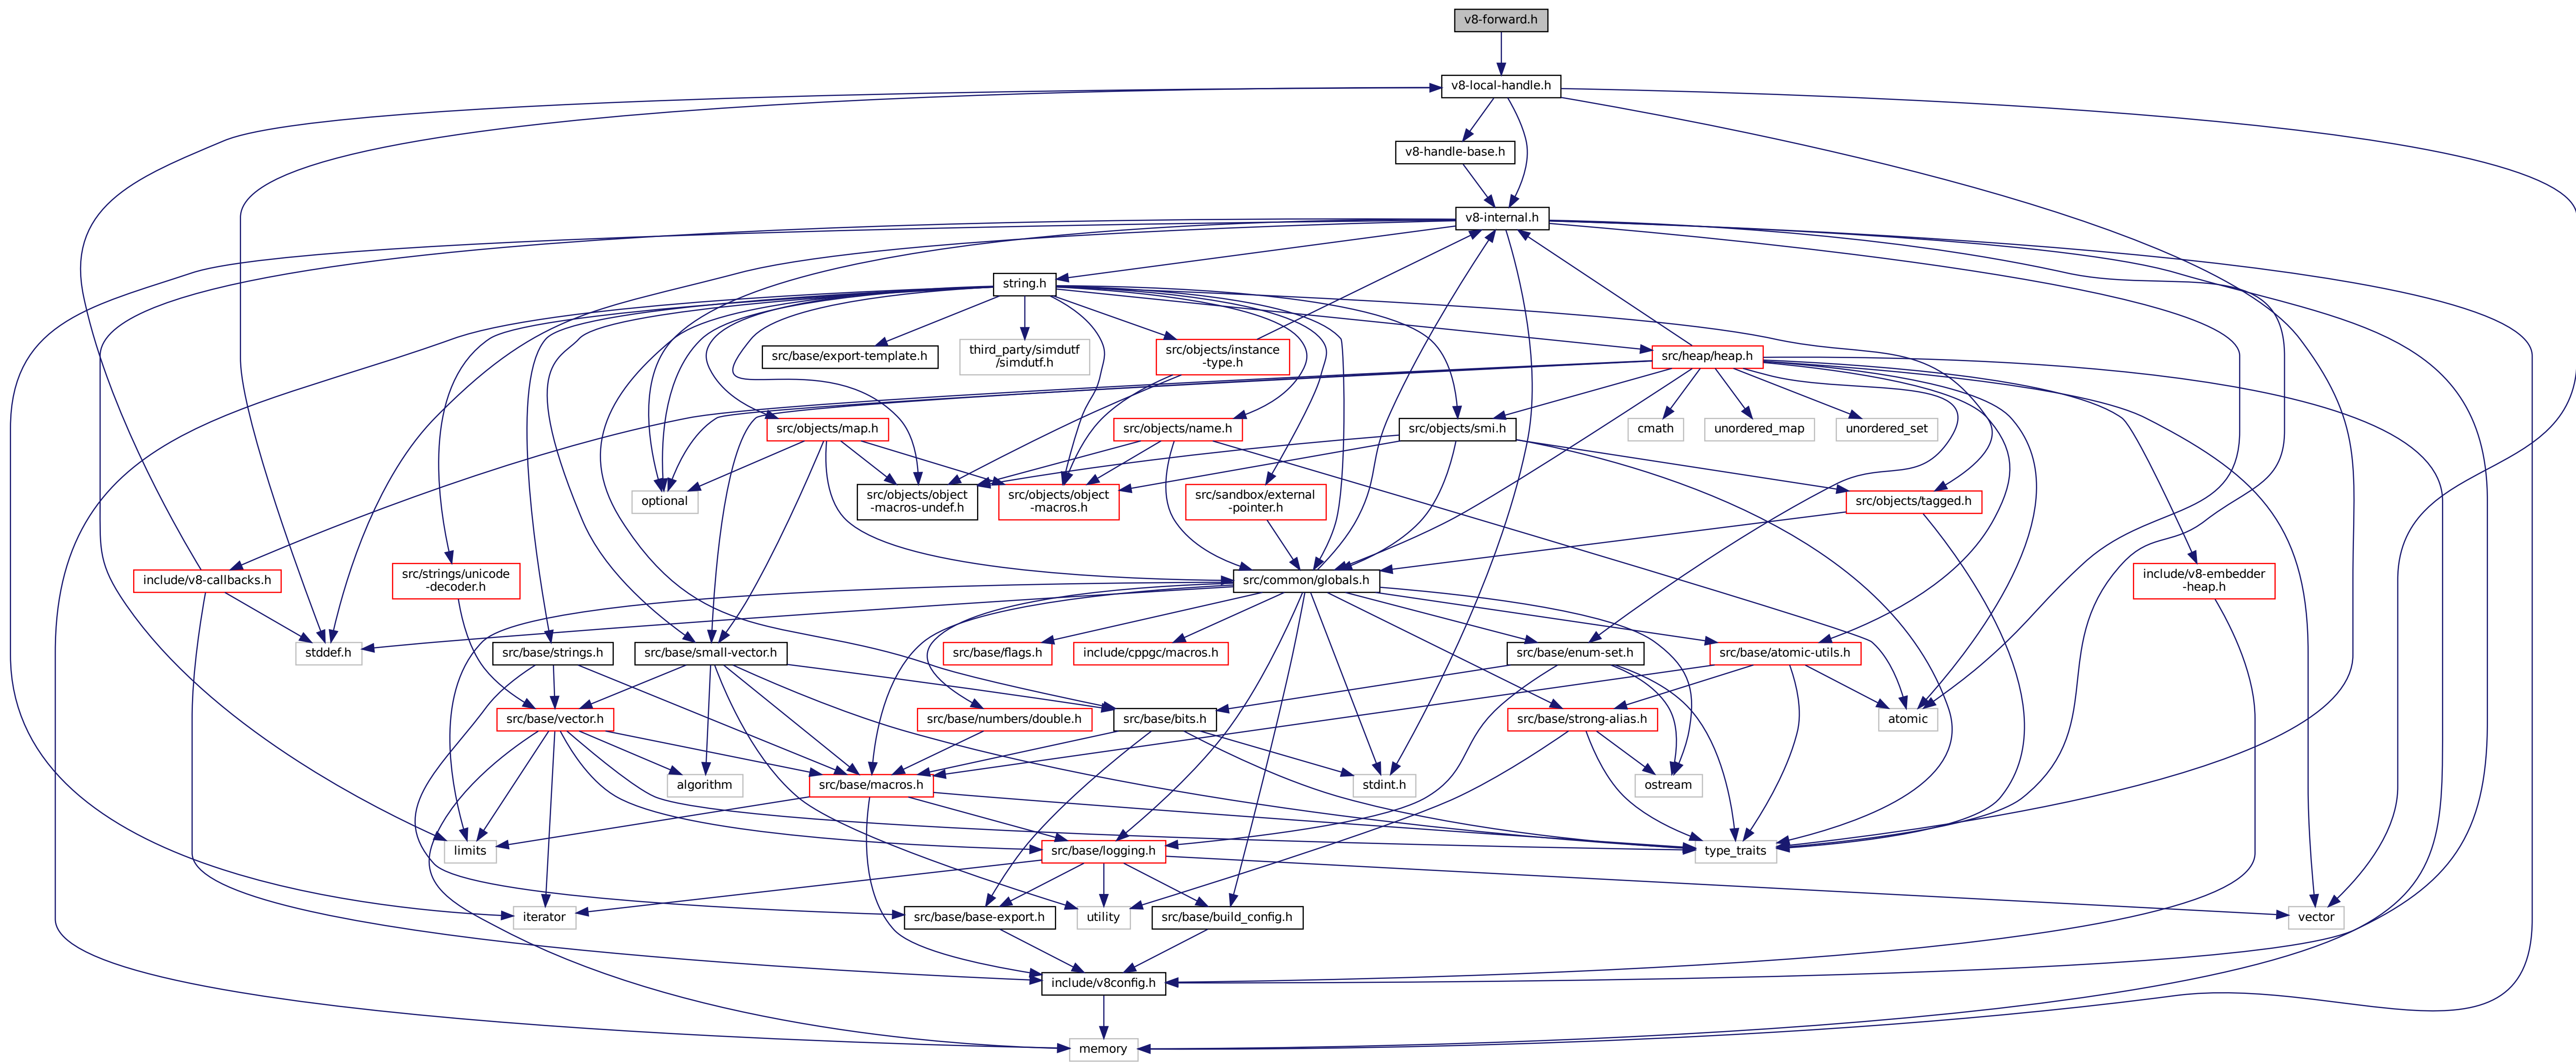 v8-forward.h
v8-local-handle.h
v8-handle-base.h
v8-internal.h
string.h
src/base/export-template.h
third_party/simdutf
/simdutf.h
src/objects/instance
-type.h
src/heap/heap.h
src/objects/map.h
src/objects/name.h
src/objects/smi.h
cmath
unordered_map
unordered_set
optional
src/objects/object
-macros-undef.h
src/objects/object
-macros.h
src/sandbox/external
-pointer.h
src/objects/tagged.h
include/v8-callbacks.h
src/strings/unicode
-decoder.h
src/common/globals.h
include/v8-embedder
-heap.h
stddef.h
src/base/strings.h
src/base/small-vector.h
src/base/flags.h
include/cppgc/macros.h
src/base/enum-set.h
src/base/atomic-utils.h
src/base/vector.h
src/base/numbers/double.h
src/base/bits.h
src/base/strong-alias.h
atomic
algorithm
src/base/macros.h
stdint.h
ostream
limits
src/base/logging.h
type_traits
iterator
src/base/base-export.h
utility
src/base/build_config.h
vector
include/v8config.h
memory